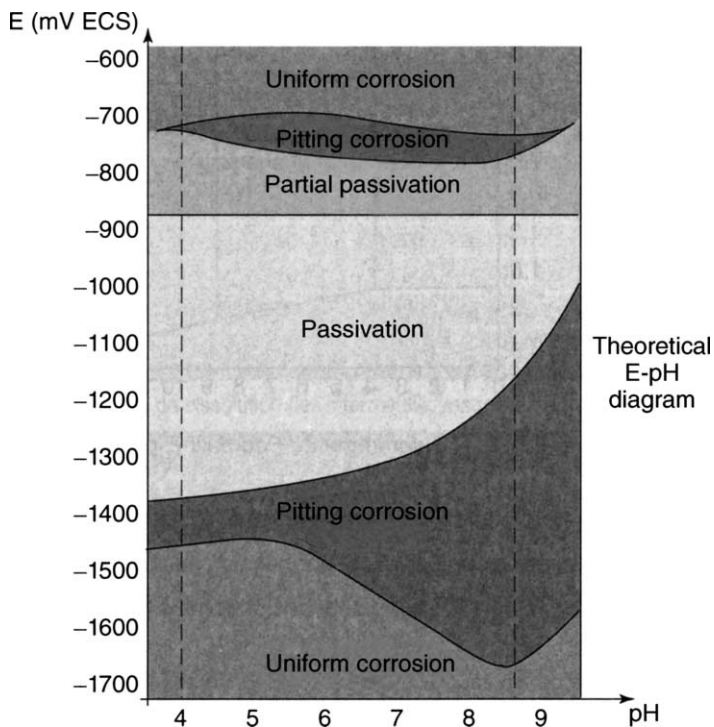 E (mV ECS)
−600
Uniform corrosion
−700
Pitting corrosion
−800
Partial passivation
−900
−1000
Passivation
−1100
Theoretical
E-pH
diagram
−1200
−1300
−1400
Pitting corrosion
−1500
−1600
Uniform corrosion
−1700
4 5 6 7 8 9 pH